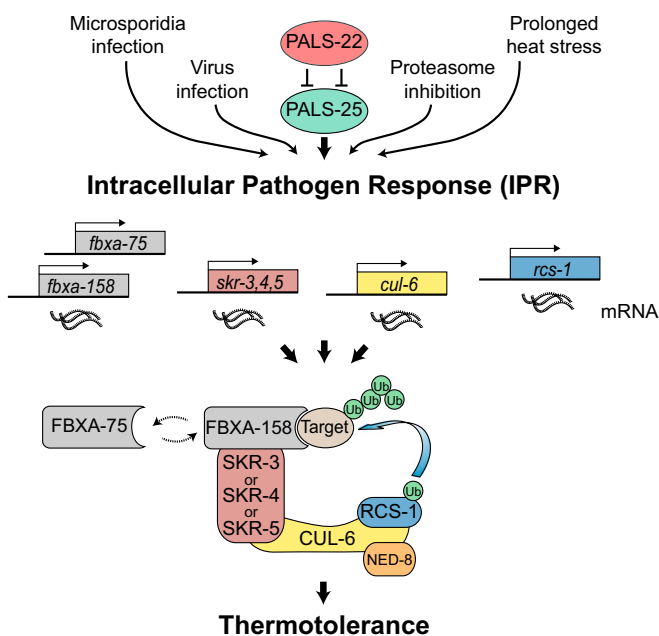 Microsporidia
infection
Virus
infection
PALS-22
PALS-25
Proteasome
inhibition
Prolonged
heat stress
Intracellular Pathogen Response (IPR)
fbxa-75
fbxa-158
skr-3,4,5
cul-6
rcs-1
mRNA
FBXA-75
FBXA-158
Target
Ub
Ub
Ub
Ub
SKR-3
or
SKR-4
or
SKR-5
Ub
RCS-1
CUL-6
NED-8
Thermotolerance